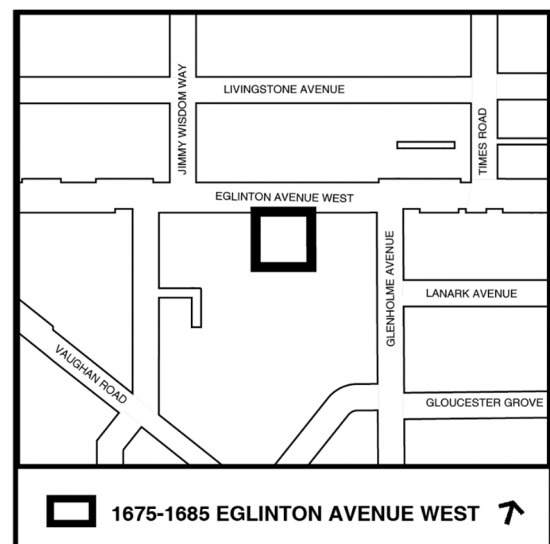 LIVINGSTONE AVENUE
JIMMY WISDOM WAY
TIMES ROAD
EGLINTON AVENUE WEST
GLENHOLME AVENUE
LANARK AVENUE
VAUGHAN ROAD
GLOUCESTER GROVE
1675-1685 EGLINTON AVENUE WEST